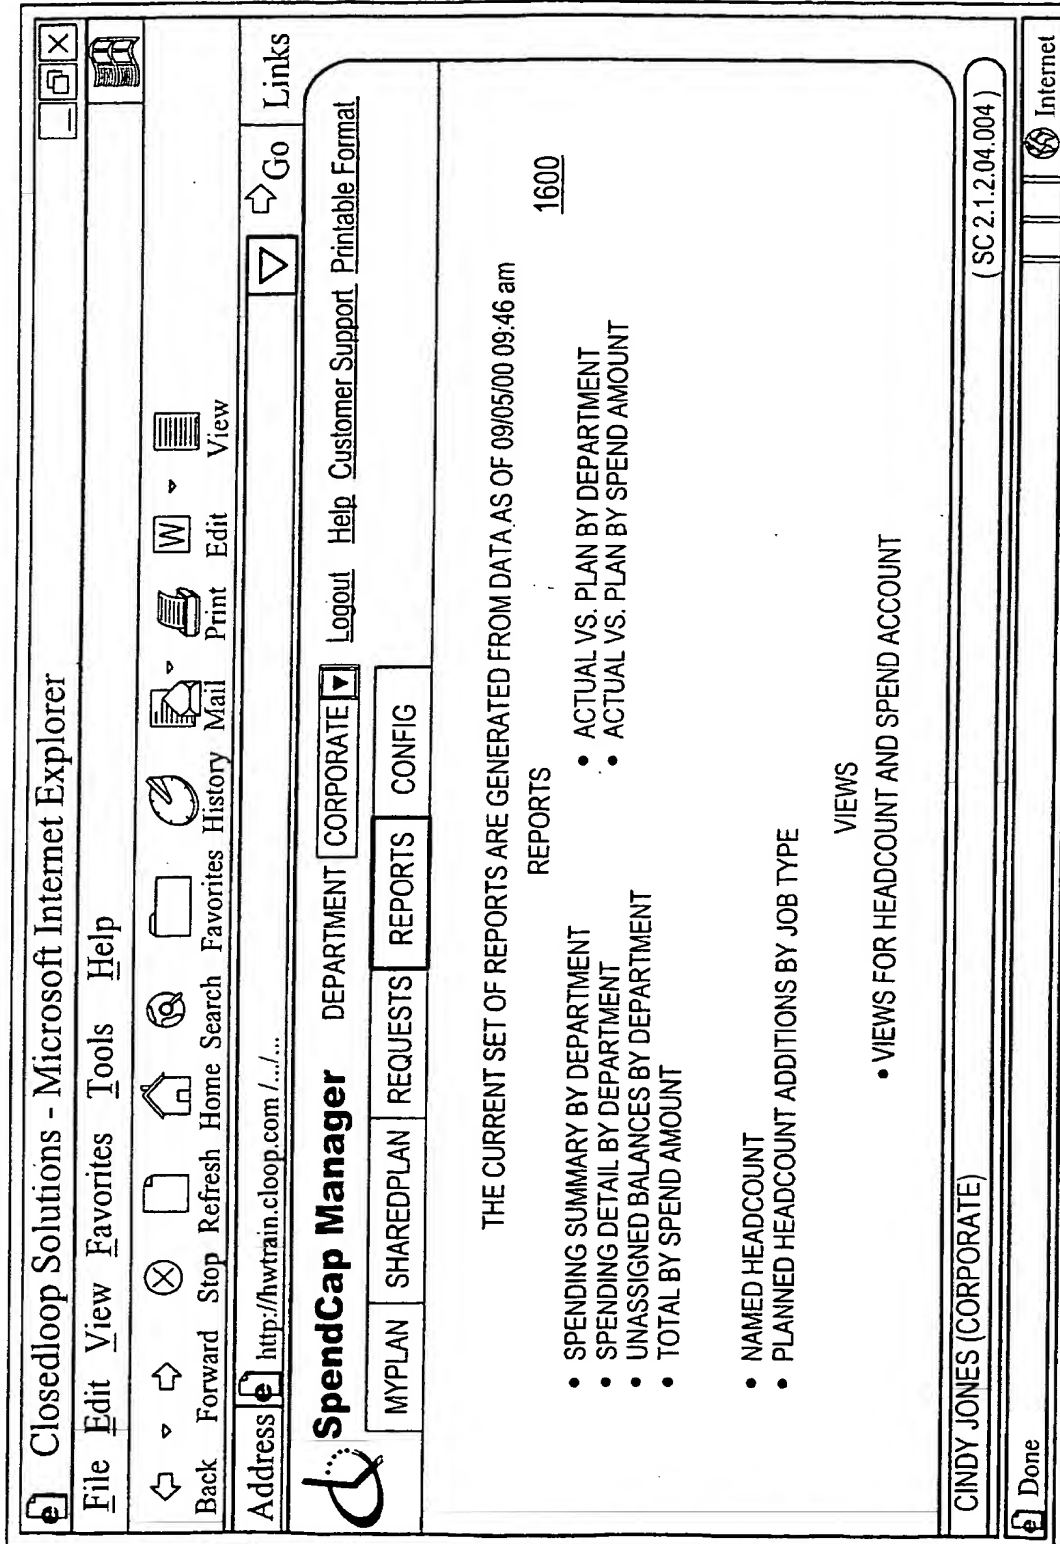 Closedloop Solutions - Microsoft Internet Explorer
File Edit View Favorites Tools Help
Back Forward Stop Refresh Home Search Favorites History Mail Print Edit View
Address http://hwtrain.cloop.com /.../... Go Links
SpendCap Manager DEPARTMENT CORPORATE Logout Help Customer Support Printable Format
MYPLAN SHAREDPLAN REQUESTS REPORTS CONFIG
THE CURRENT SET OF REPORTS ARE GENERATED FROM DATA AS OF 09/05/00 09:46 am
REPORTS
1600
• SPENDING SUMMARY BY DEPARTMENT
• SPENDING DETAIL BY DEPARTMENT
• UNASSIGNED BALANCES BY DEPARTMENT
• TOTAL BY SPEND AMOUNT
• ACTUAL VS. PLAN BY DEPARTMENT
• ACTUAL VS. PLAN BY SPEND AMOUNT
• NAMED HEADCOUNT
• PLANNED HEADCOUNT ADDITIONS BY JOB TYPE
VIEWS
• VIEWS FOR HEADCOUNT AND SPEND ACCOUNT
CINDY JONES (CORPORATE)
( SC 2.1.2.04.004 )
Done Internet